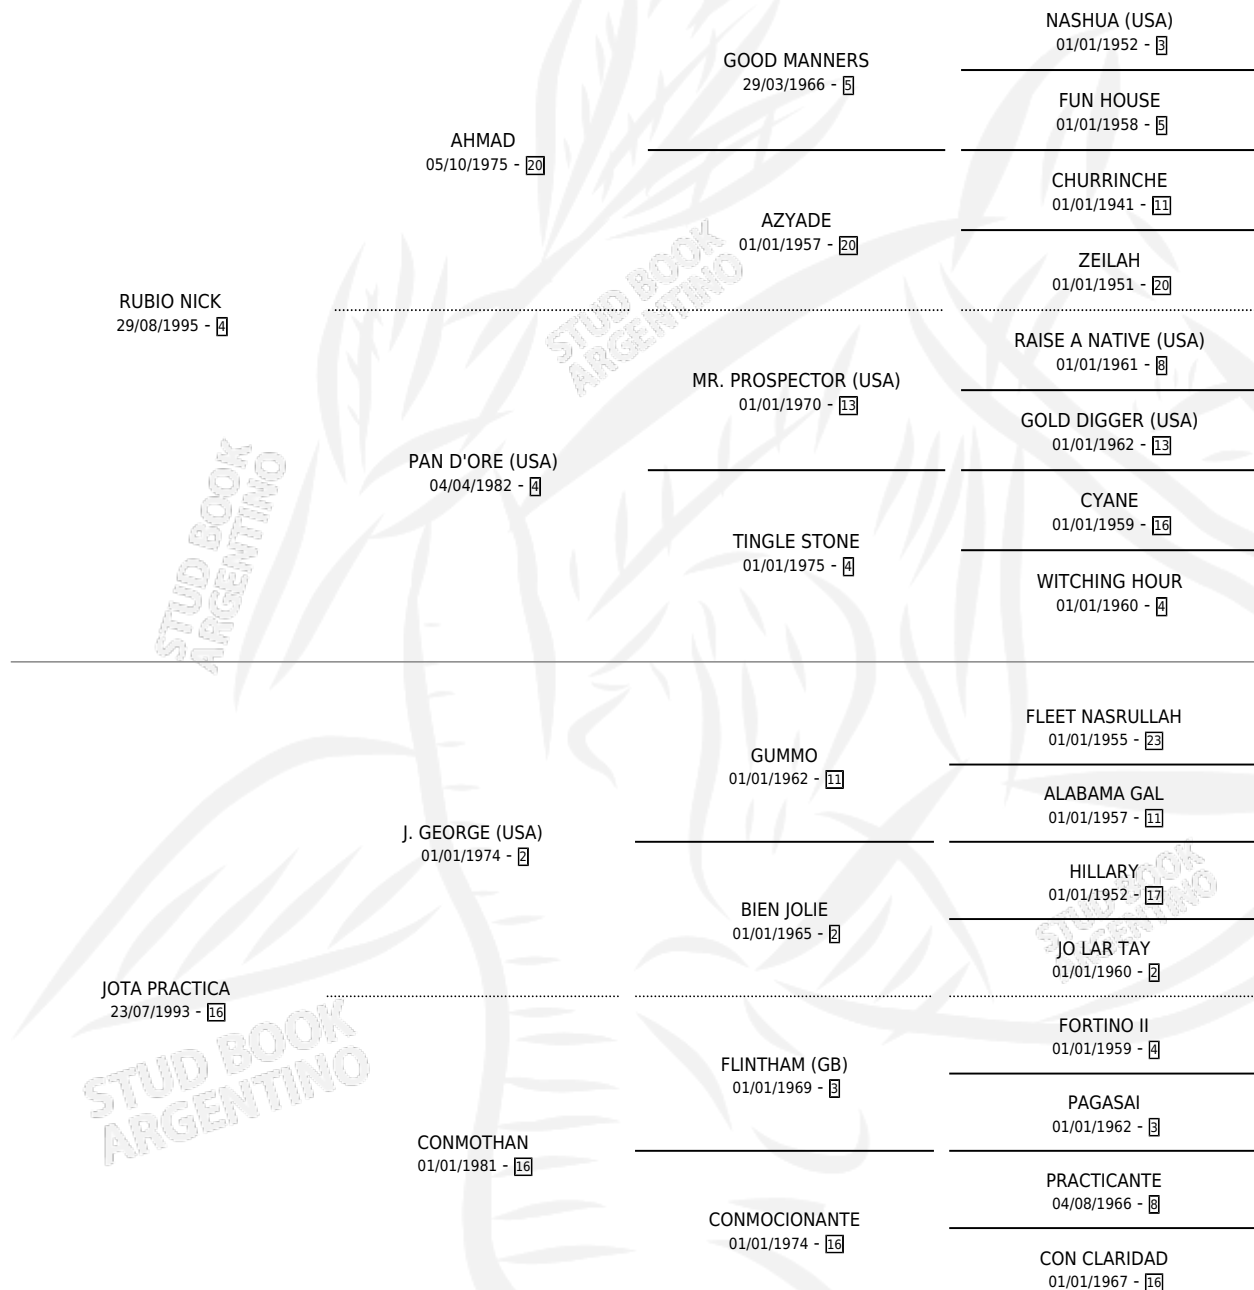 NASHUA (USA)
01/01/1952 - 3
GOOD MANNERS
29/03/1966 - 5
FUN HOUSE
01/01/1958 - 5
AHMAD
05/10/1975 - 20
CHURRINCHE
01/01/1941 - 11
AZYADE
01/01/1957 - 20
ZEILAH
01/01/1951 - 20
RUBIO NICK
29/08/1995 - 4
STUD BOOK
ARGENTINO
RAISE A NATIVE (USA)
01/01/1961 - 8
MR. PROSPECTOR (USA)
01/01/1970 - 13
GOLD DIGGER (USA)
01/01/1962 - 13
PAN D'ORE (USA)
04/04/1982 - 4
CYANE
01/01/1959 - 16
TINGLE STONE
01/01/1975 - 4
WITCHING HOUR
01/01/1960 - 4
STUD BOOK
ARGENTINO
FLEET NASRULLAH
01/01/1955 - 23
GUMMO
01/01/1962 - 11
ALABAMA GAL
01/01/1957 - 11
J. GEORGE (USA)
01/01/1974 - 2
HILLARY
01/01/1952 - 17
BIEN JOLIE
01/01/1965 - 2
JO LAR TAY
01/01/1960 - 2
STUD BOOK
ARGENTINO
JOTA PRACTICA
23/07/1993 - 16
FORTINO II
01/01/1959 - 4
FLINTHAM (GB)
01/01/1969 - 3
PAGASAI
01/01/1962 - 3
STUD BOOK
ARGENTINO
CONMOTHAN
01/01/1981 - 16
PRACTICANTE
04/08/1966 - 8
CONMOCIONANTE
01/01/1974 - 16
CON CLARIDAD
01/01/1967 - 16